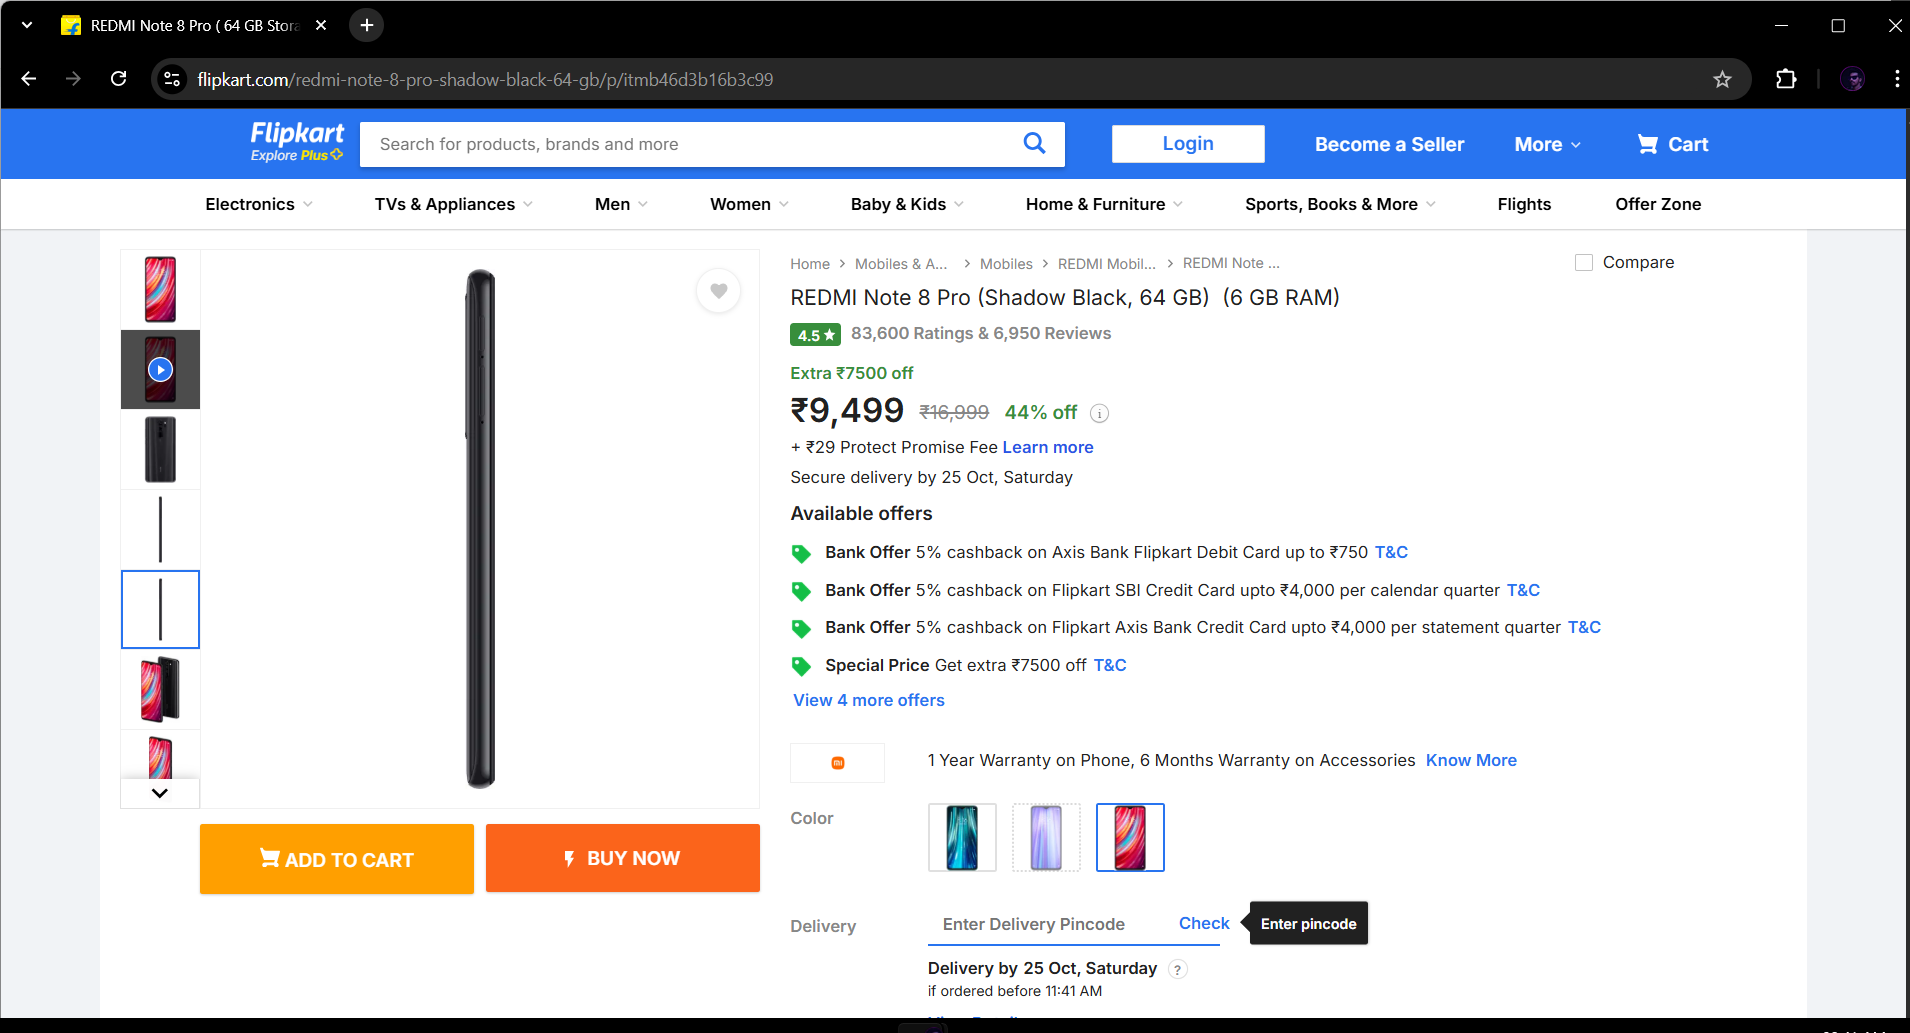 REDMI Note 8 Pro ( 64 GB Stora
flipkart.com/redmi-note-8-pro-shadow-black-64-gb/p/itmb46d3b16b3c99
Flipkart
Explore Plus
Search for products, brands and more
Login
Become a Seller
More
Cart
Electronics
TVs & Appliances
Men
Women
Baby & Kids
Home & Furniture
Sports, Books & More
Flights
Offer Zone
Home > Mobiles & A... > Mobiles > REDMI Mobil... > REDMI Note ...
Compare
REDMI Note 8 Pro (Shadow Black, 64 GB) (6 GB RAM)
4.5★ 83,600 Ratings & 6,950 Reviews
Extra ₹7500 off
₹9,499 ₹16,999 44% off i
+ ₹29 Protect Promise Fee Learn more
Secure delivery by 25 Oct, Saturday
Available offers
Bank Offer 5% cashback on Axis Bank Flipkart Debit Card up to ₹750 T&C
Bank Offer 5% cashback on Flipkart SBI Credit Card upto ₹4,000 per calendar quarter T&C
Bank Offer 5% cashback on Flipkart Axis Bank Credit Card upto ₹4,000 per statement quarter T&C
Special Price Get extra ₹7500 off T&C
View 4 more offers
mi
1 Year Warranty on Phone, 6 Months Warranty on Accessories Know More
Color
ADD TO CART
BUY NOW
Delivery
Enter Delivery Pincode
Check
Enter pincode
Delivery by 25 Oct, Saturday ?
if ordered before 11:41 AM